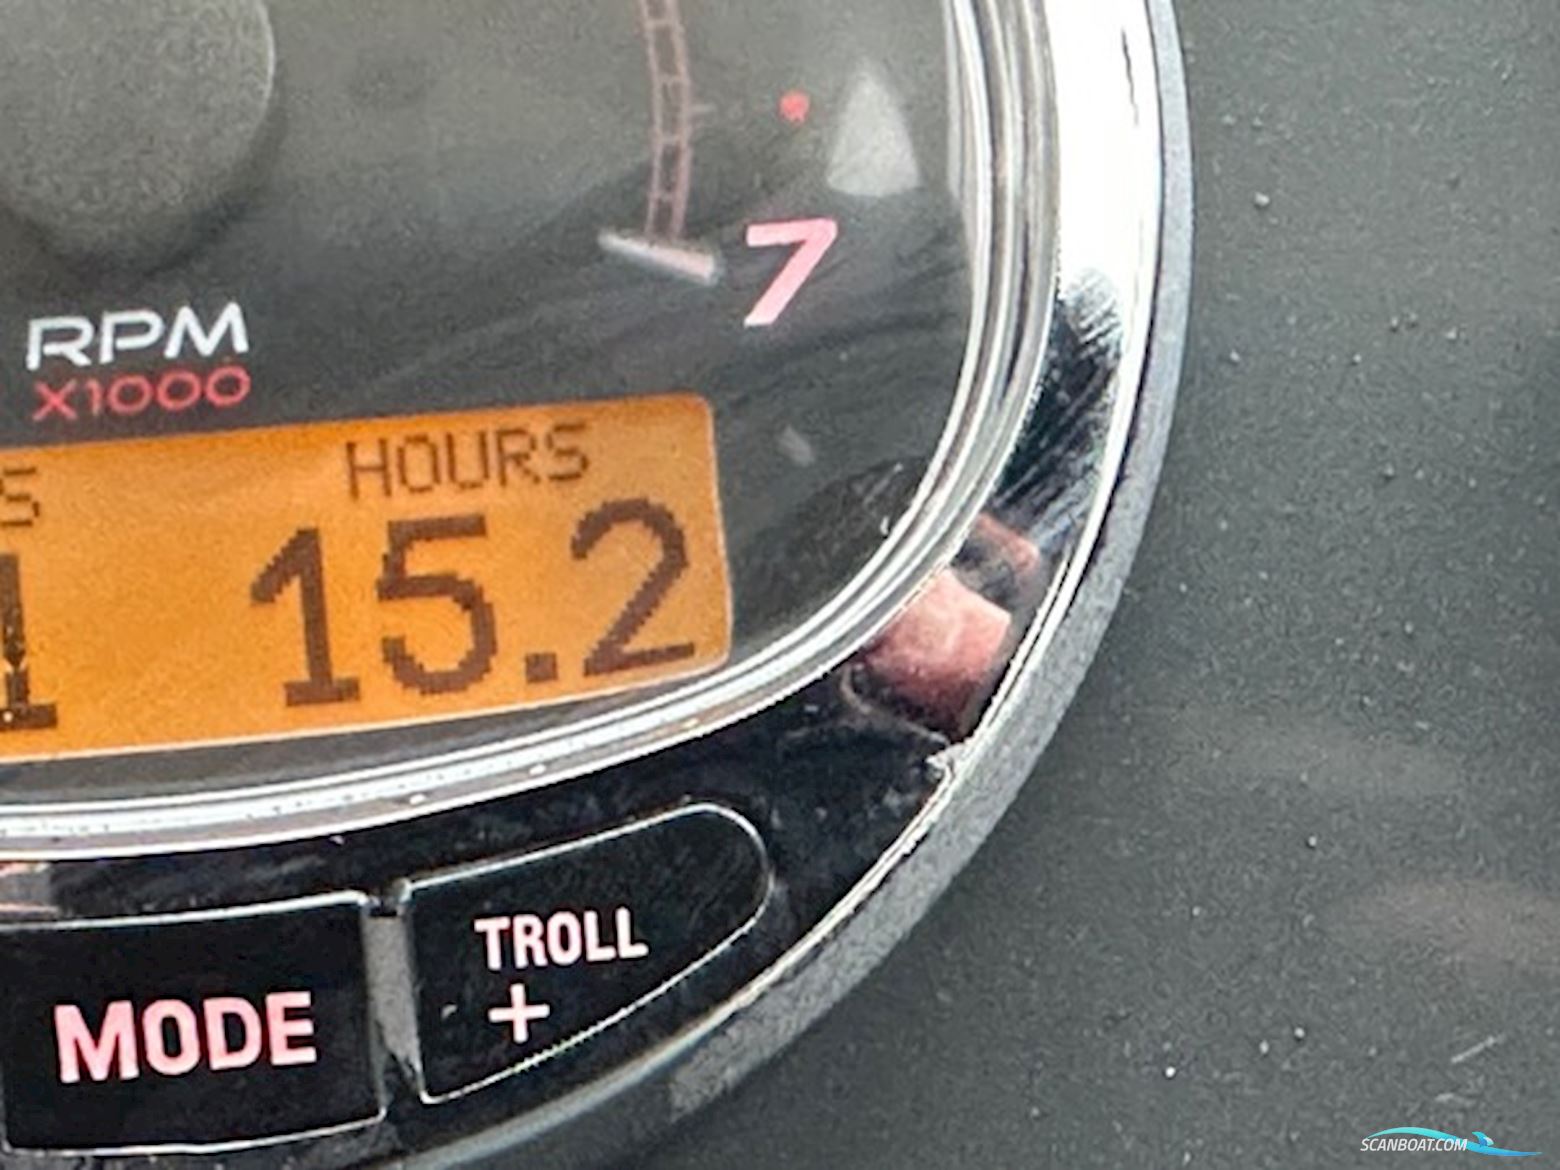 7
RPM
X1000
HOURS
15.2
TROLL
+
MODE
SCANBOAT.COM